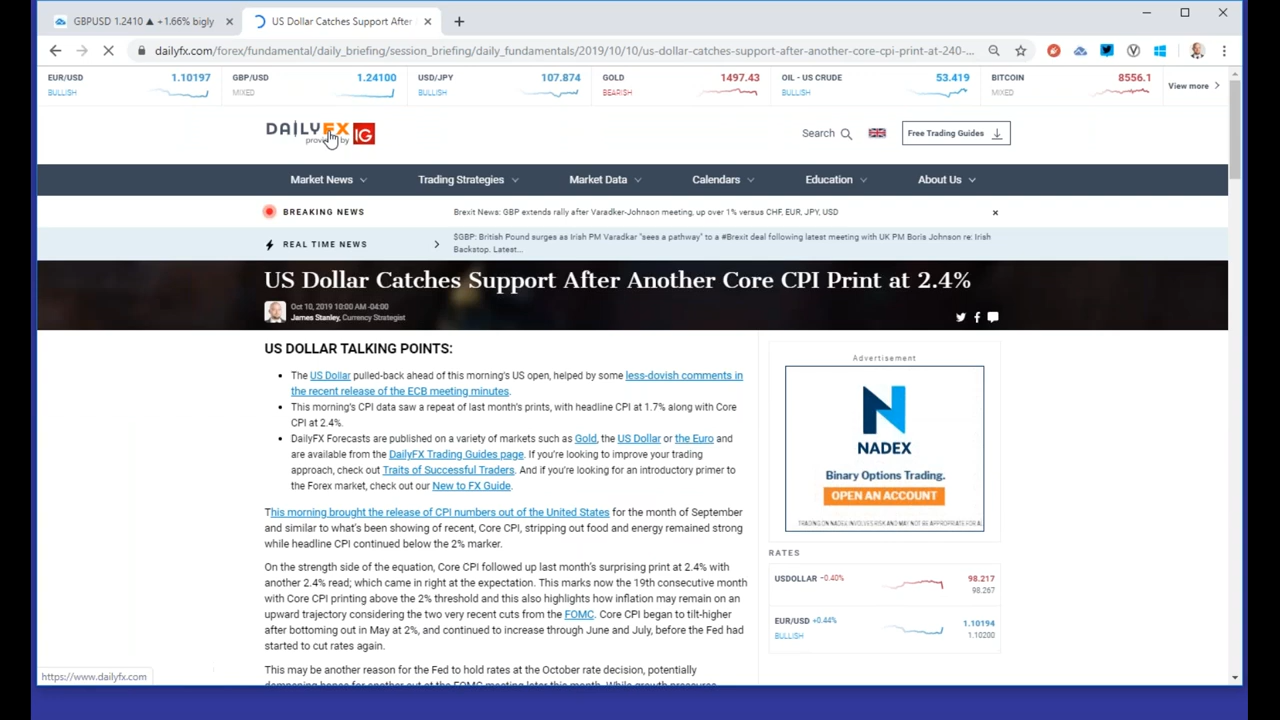 GBPUSD 1.2410 ▲ +1.66% bigly
US Dollar Catches Support After
dailyfx.com/forex/fundamental/daily_briefing/session_briefing/daily_fundamentals/2019/10/10/us-dollar-catches-support-after-another-core-cpi-print-at-240-...
EUR/USD 1.10197
BULLISH
GBP/USD 1.24100
MIXED
USD/JPY 107.874
BULLISH
GOLD 1497.43
BEARISH
OIL - US CRUDE 53.419
BULLISH
BITCOIN 8556.1
MIXED
View more
DAILYFX IG
provided by
Search
Free Trading Guides
Market News Trading Strategies Market Data Calendars Education About Us
BREAKING NEWS
Brexit News: GBP extends rally after Varadker-Johnson meeting, up over 1% versus CHF, EUR, JPY, USD
REAL TIME NEWS
$GBP: British Pound surges as Irish PM Varadkar "sees a pathway" to a #Brexit deal following latest meeting with UK PM Boris Johnson re: Irish
Backstop. Latest...
US Dollar Catches Support After Another Core CPI Print at 2.4%
Oct 10, 2019 10:00 AM -04:00
James Stanley, Currency Strategist
US DOLLAR TALKING POINTS:
The US Dollar pulled-back ahead of this morning's US open, helped by some less-dovish comments in
the recent release of the ECB meeting minutes.
This morning's CPI data saw a repeat of last month's prints, with headline CPI at 1.7% along with Core
CPI at 2.4%.
DailyFX Forecasts are published on a variety of markets such as Gold, the US Dollar or the Euro and
are available from the DailyFX Trading Guides page. If you're looking to improve your trading
approach, check out Traits of Successful Traders. And if you're looking for an introductory primer to
the Forex market, check out our New to FX Guide.
This morning brought the release of CPI numbers out of the United States for the month of September
and similar to what's been showing of recent, Core CPI, stripping out food and energy remained strong
while headline CPI continued below the 2% marker.
On the strength side of the equation, Core CPI followed up last month's surprising print at 2.4% with
another 2.4% read; which came in right at the expectation. This marks now the 19th consecutive month
with Core CPI printing above the 2% threshold and this also highlights how inflation may remain on an
upward trajectory considering the two very recent cuts from the FOMC. Core CPI began to tilt-higher
after bottoming out in May at 2%, and continued to increase through June and July, before the Fed had
started to cut rates again.
This may be another reason for the Fed to hold rates at the October rate decision, potentially
Advertisement
NADEX
Binary Options Trading.
OPEN AN ACCOUNT
TRADING ON NADEX INVOLVES RISK AND MAY NOT BE APPROPRIATE FOR AL
RATES
USDOLLAR -0.40% 98.217
98.267
EUR/USD +0.44% 1.10194
BULLISH 1.10200
https://www.dailyfx.com